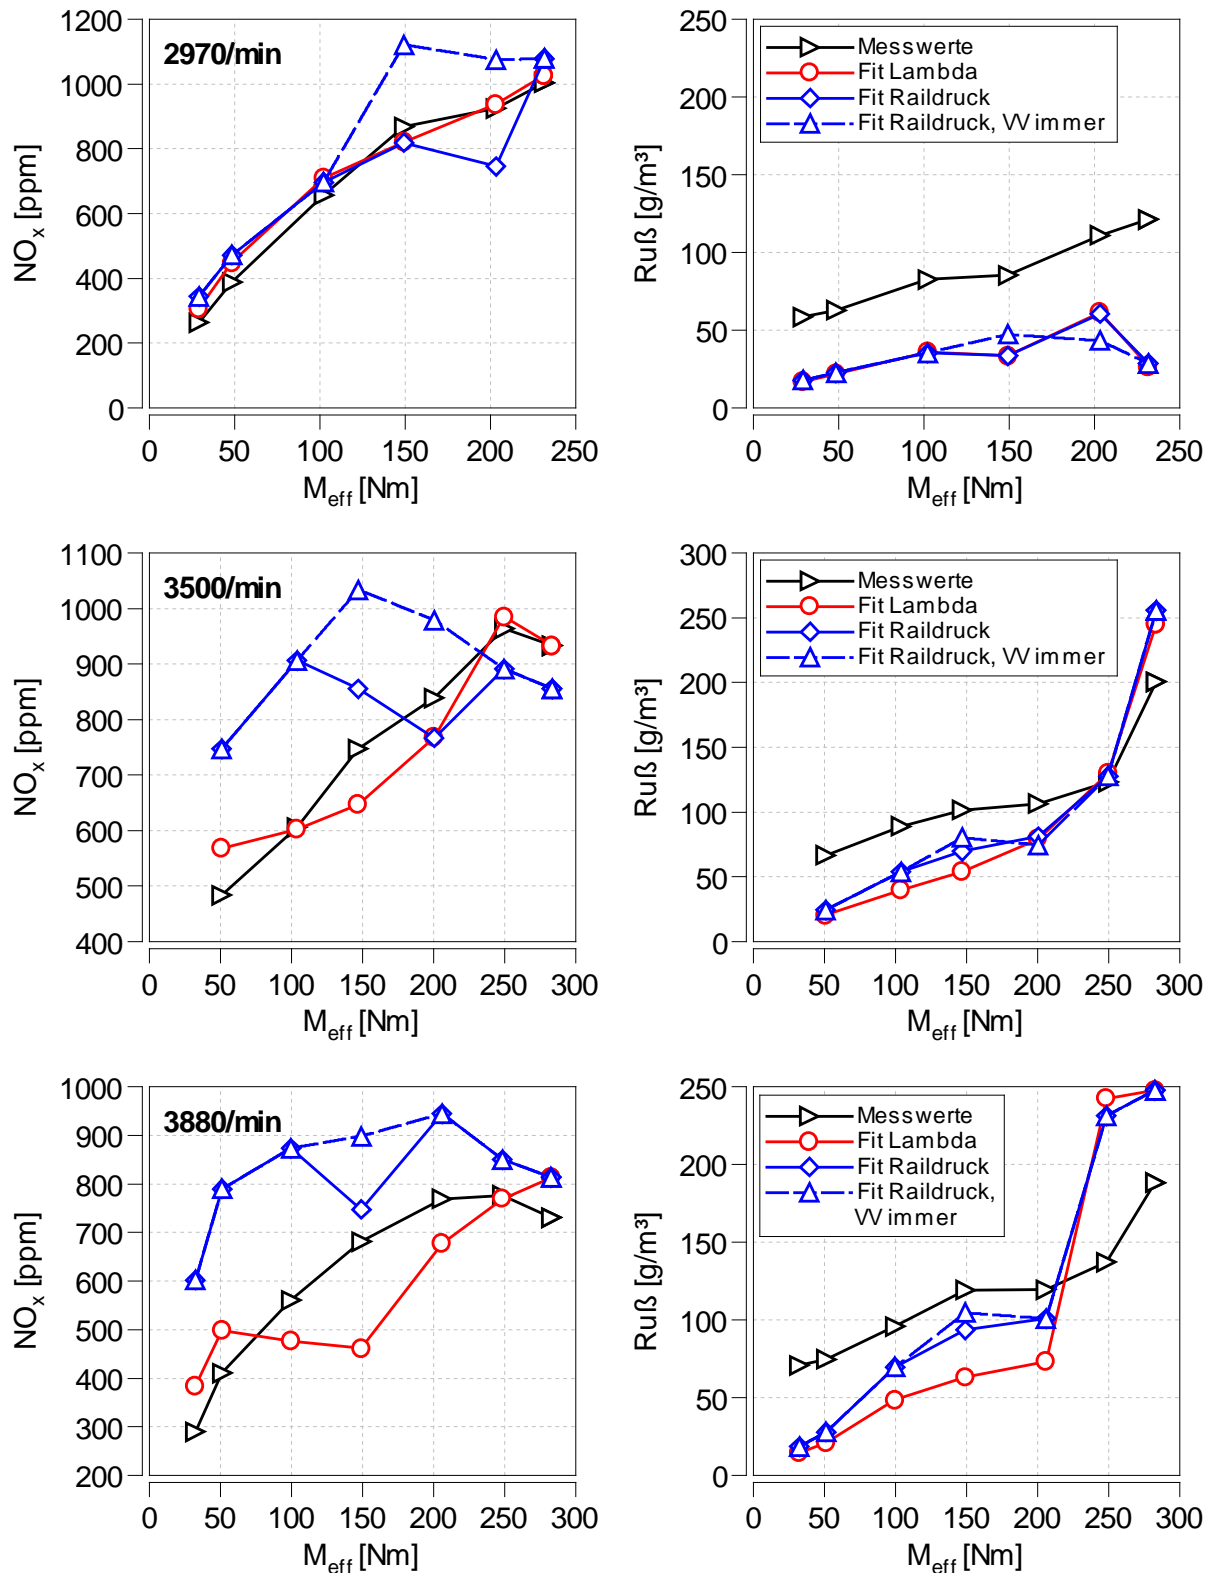 2970/min
NOx [ppm]
1200
1000
800
600
400
200
0
0 50 100 150 200 250
Meff [Nm]
Messwerte
Fit Lambda
Fit Raildruck
Fit Raildruck, VV immer
Ruß [g/m³]
250
200
150
100
50
0
0 50 100 150 200 250
Meff [Nm]
3500/min
NOx [ppm]
1100
1000
900
800
700
600
500
400
0 50 100 150 200 250 300
Meff [Nm]
Messwerte
Fit Lambda
Fit Raildruck
Fit Raildruck, VV immer
Ruß [g/m³]
300
250
200
150
100
50
0
0 50 100 150 200 250 300
Meff [Nm]
3880/min
NOx [ppm]
1000
900
800
700
600
500
400
300
200
0 50 100 150 200 250 300
Meff [Nm]
Messwerte
Fit Lambda
Fit Raildruck
Fit Raildruck,
VV immer
Ruß [g/m³]
250
200
150
100
50
0
0 50 100 150 200 250 300
Meff [Nm]